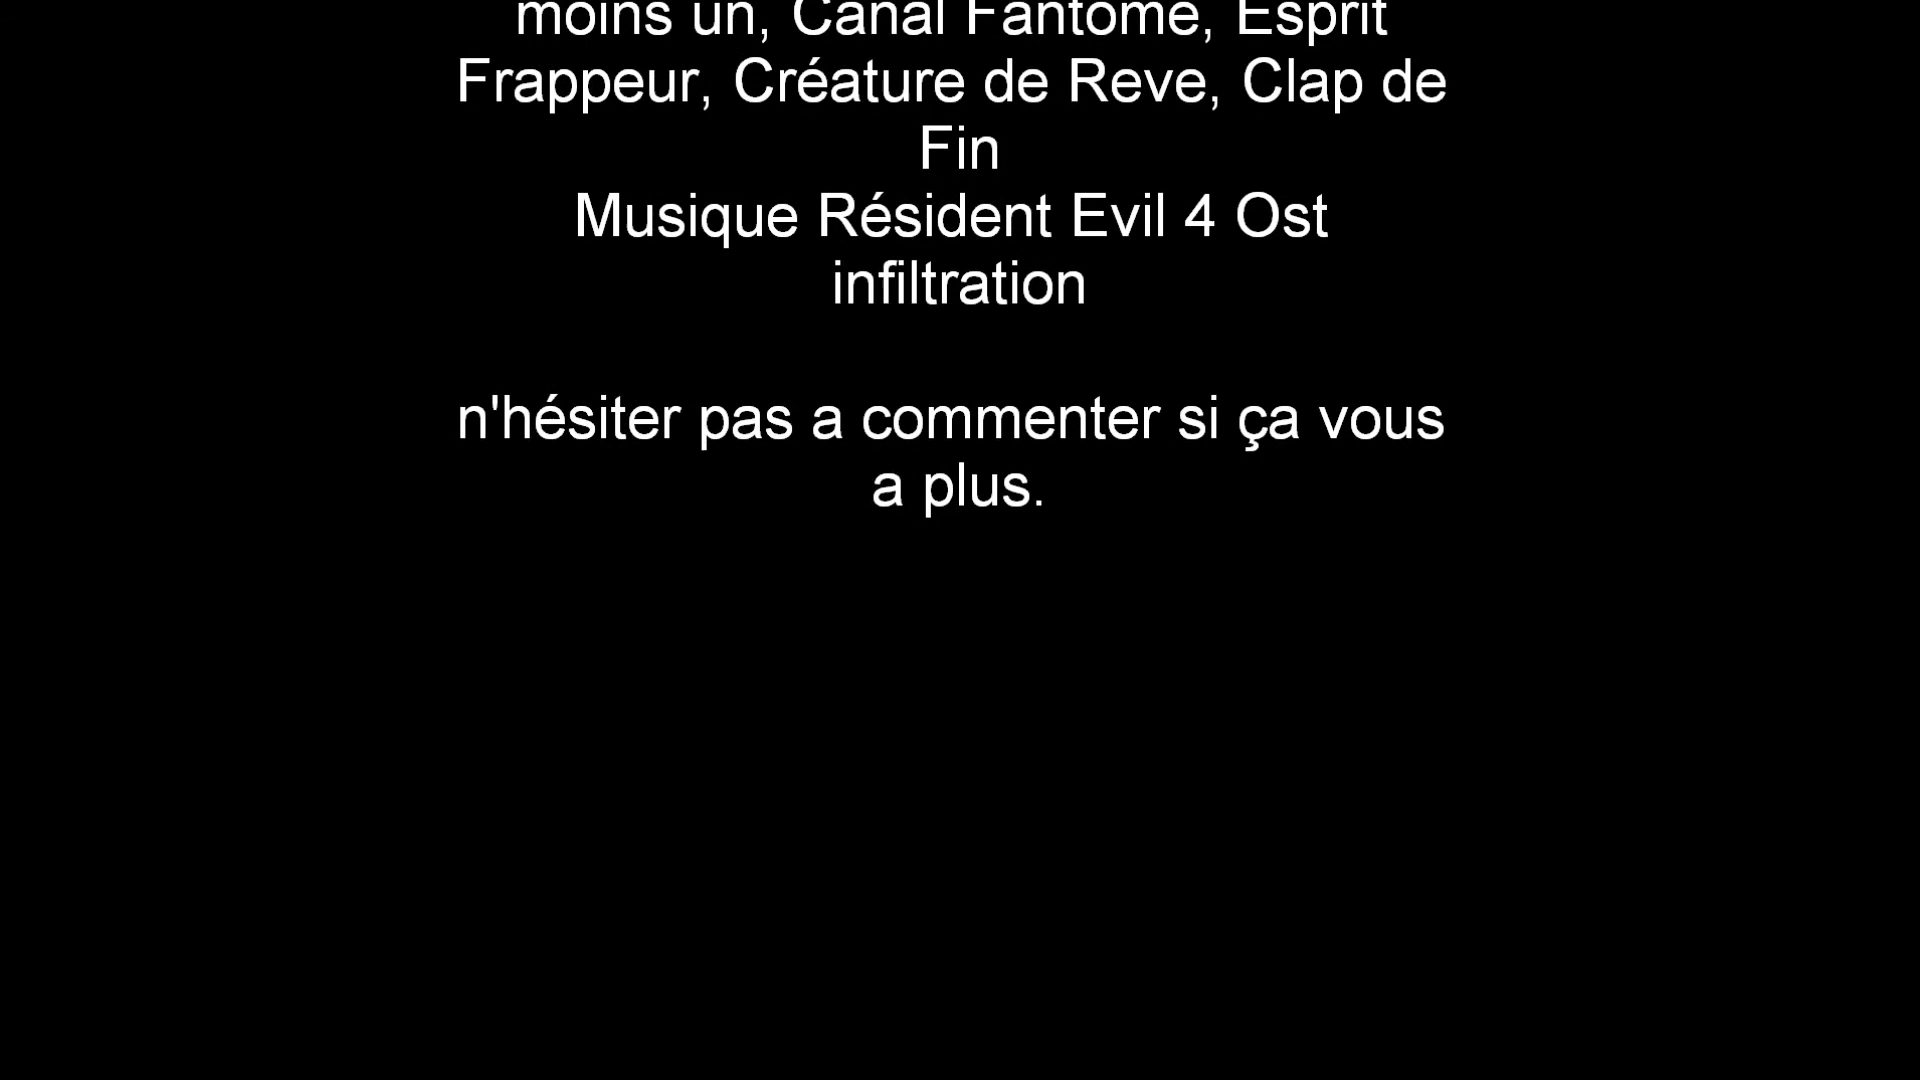 moins un, Canal Fantome, Esprit
Frappeur, Créature de Reve, Clap de
Fin
Musique Résident Evil 4 Ost
infiltration
n'hésiter pas a commenter si ça vous
a plus.